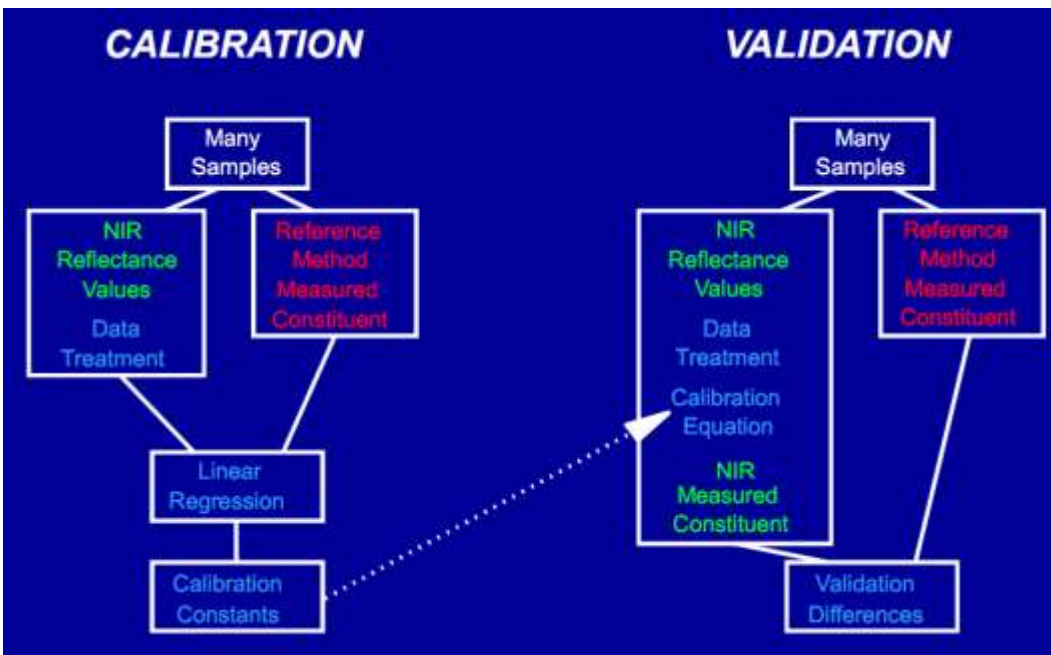 CALIBRATION
Many
Samples
NIR
Reflectance
Values
Data
Treatment
Reference
Method
Measured
Constituent
Linear
Regression
Calibration
Constants
VALIDATION
Many
Samples
NIR
Reflectance
Values
Data
Treatment
Calibration
Equation
NIR
Measured
Constituent
Reference
Method
Measured
Constituent
Validation
Differences